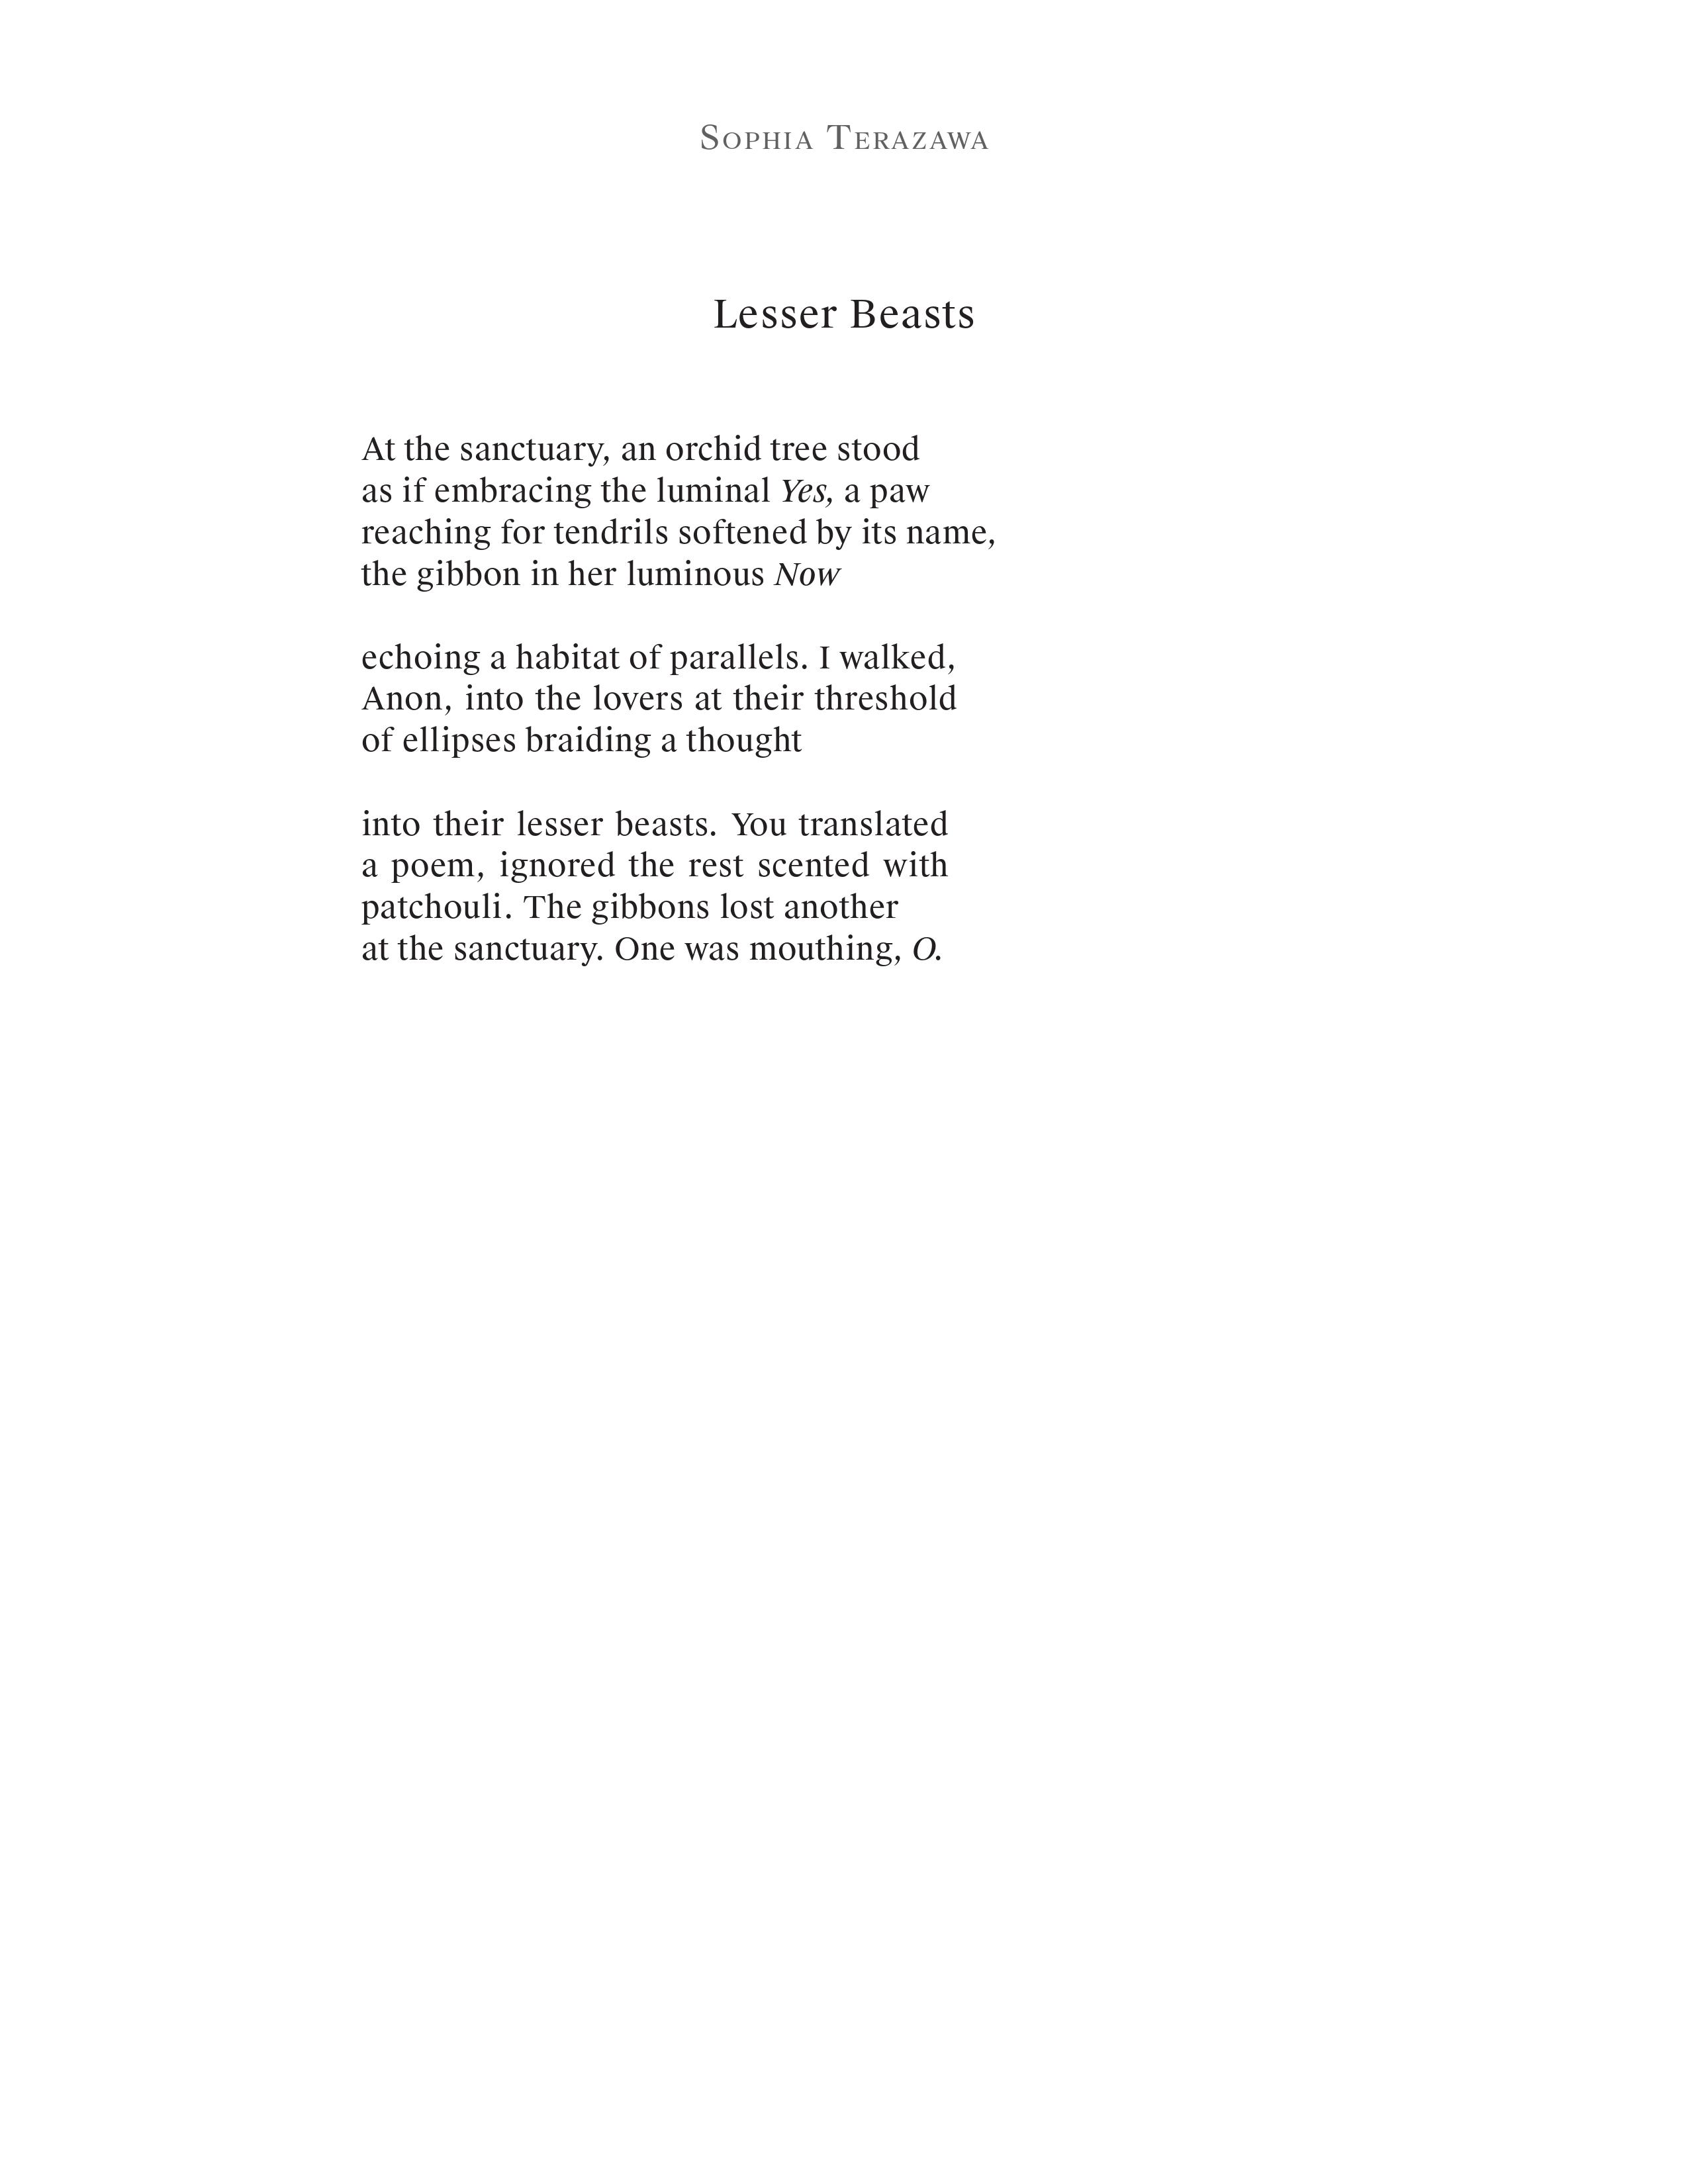 Sophia Terazawa
Lesser Beasts
At the sanctuary, an orchid tree stood
as if embracing the luminal Yes, a paw
reaching for tendrils softened by its name,
the gibbon in her luminous Now
echoing a habitat of parallels. I walked,
Anon, into the lovers at their threshold
of ellipses braiding a thought
into their lesser beasts. You translated
a poem, ignored the rest scented with
patchouli. The gibbons lost another
at the sanctuary. One was mouthing, O.